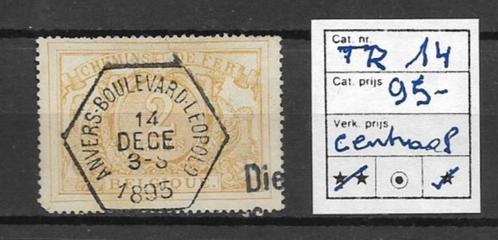 CHEMINS DE FER
2
ANVERS-BOULEVARD-LEOPOLD
14
DECE
3-
1895
Die
Cat. nr.
TR 14
Cat. prijs
95-
Verk. prijs
centraal